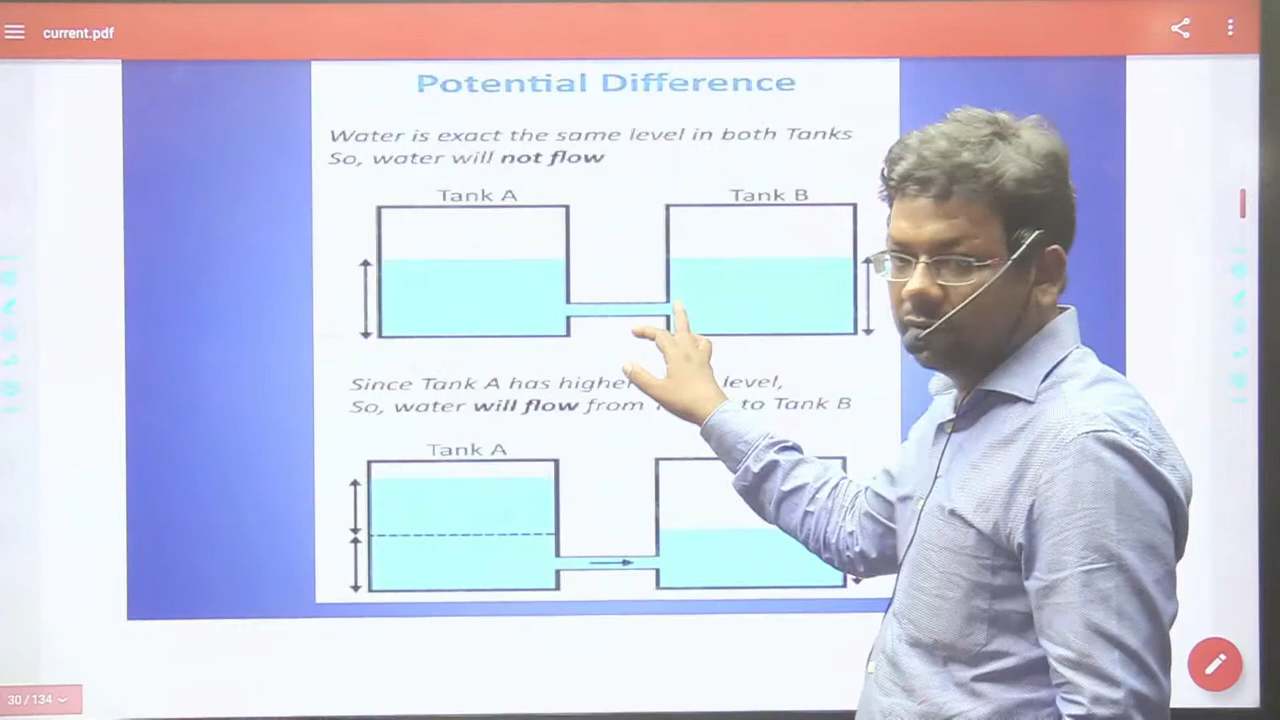 current.pdf
Potential Difference
Water is exact the same level in both Tanks
So, water will not flow
Tank A
Tank B
Since Tank A has higher level,
So, water will flow from to Tank B
Tank A
30 / 134